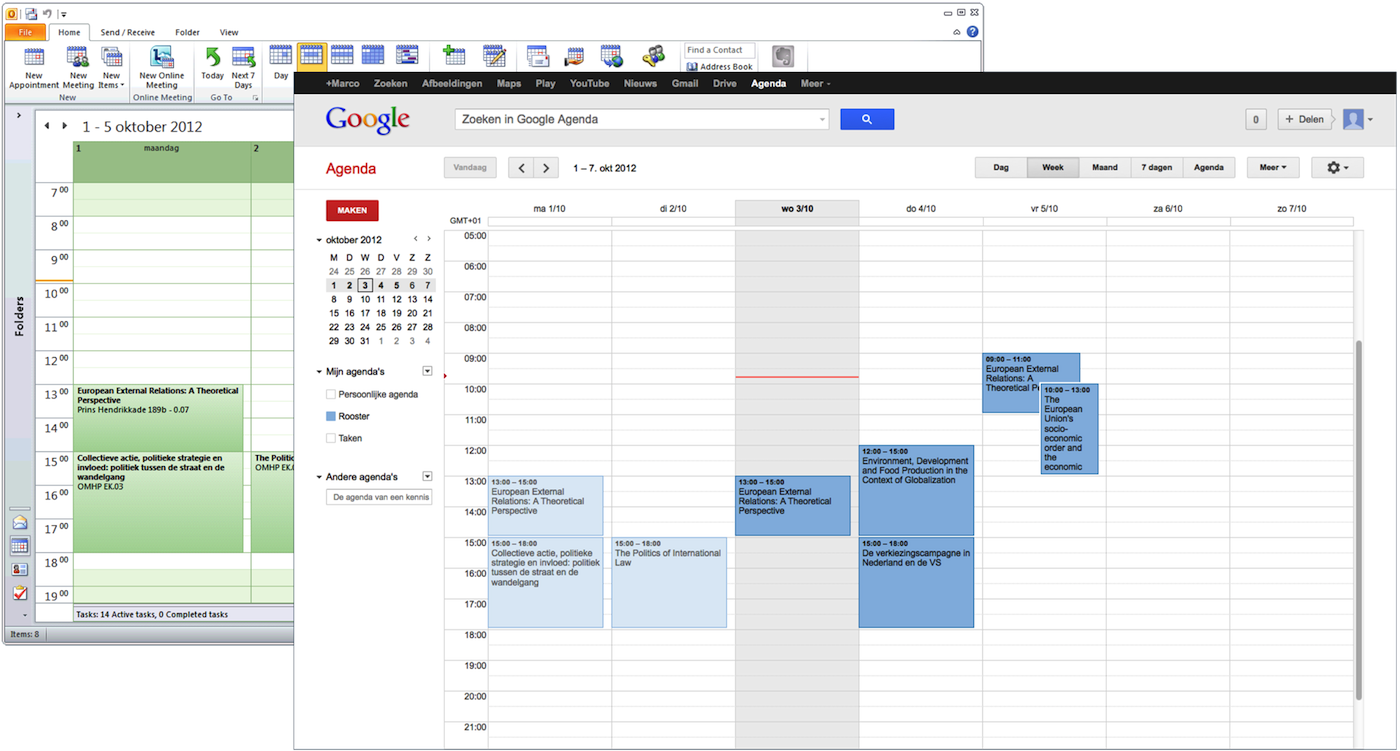 File Home Send / Receive Folder View
New Appointment
New Meeting
New Items
New
New Online Meeting
Online Meeting
Today
Next 7 Days
Go To
Day
Find a Contact
Address Book
1 - 5 oktober 2012
1 maandag 2
Folders
7 00
8 00
9 00
10 00
11 00
12 00
13 00
14 00
15 00
16 00
17 00
18 00
19 00
European External Relations: A Theoretical
Perspective
Prins Hendrikkade 189b - 0.07
Collectieve actie, politieke strategie en
invloed: politiek tussen de straat en de
wandelgang
OMHP EK.03
The Politic
OMHP EK.0
Tasks: 14 Active tasks, 0 Completed tasks
Items: 8
+Marco Zoeken Afbeeldingen Maps Play YouTube Nieuws Gmail Drive Agenda Meer
Google
Zoeken in Google Agenda
0
+ Delen
Agenda
Vandaag
1 – 7. okt 2012
Dag Week Maand 7 dagen Agenda
Meer
MAKEN
oktober 2012
M D W D V Z Z
24 25 26 27 28 29 30
1 2 3 4 5 6 7
8 9 10 11 12 13 14
15 16 17 18 19 20 21
22 23 24 25 26 27 28
29 30 31 1 2 3 4
Mijn agenda's
Persoonlijke agenda
Rooster
Taken
Andere agenda's
De agenda van een kennis
GMT+01
ma 1/10 di 2/10 wo 3/10 do 4/10 vr 5/10 za 6/10 zo 7/10
05:00
06:00
07:00
08:00
09:00
10:00
11:00
12:00
13:00
14:00
15:00
16:00
17:00
18:00
19:00
20:00
21:00
13:00 – 15:00
European External
Relations: A Theoretical
Perspective
15:00 – 18:00
Collectieve actie, politieke
strategie en invloed: politiek
tussen de straat en de
wandelgang
15:00 – 18:00
The Politics of International
Law
13:00 – 15:00
European External
Relations: A Theoretical
Perspective
12:00 – 15:00
Environment, Development
and Food Production in the
Context of Globalization
15:00 – 18:00
De verkiezingscampagne in
Nederland en de VS
09:00 – 11:00
European External
Relations: A
Theoretical P
10:00 – 13:00
The
European
Union's
socio-
economic
order and
the
economic